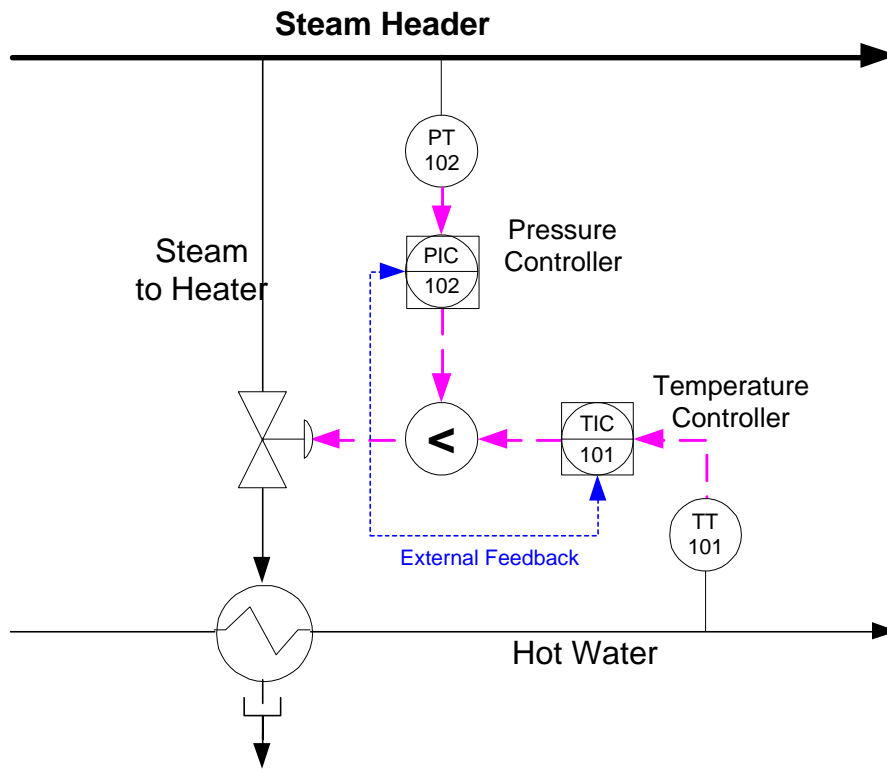 Steam Header
PT
102
Pressure
Controller
PIC
102
Steam
to Heater
Temperature
Controller
<
TIC
101
TT
101
External Feedback
Hot Water